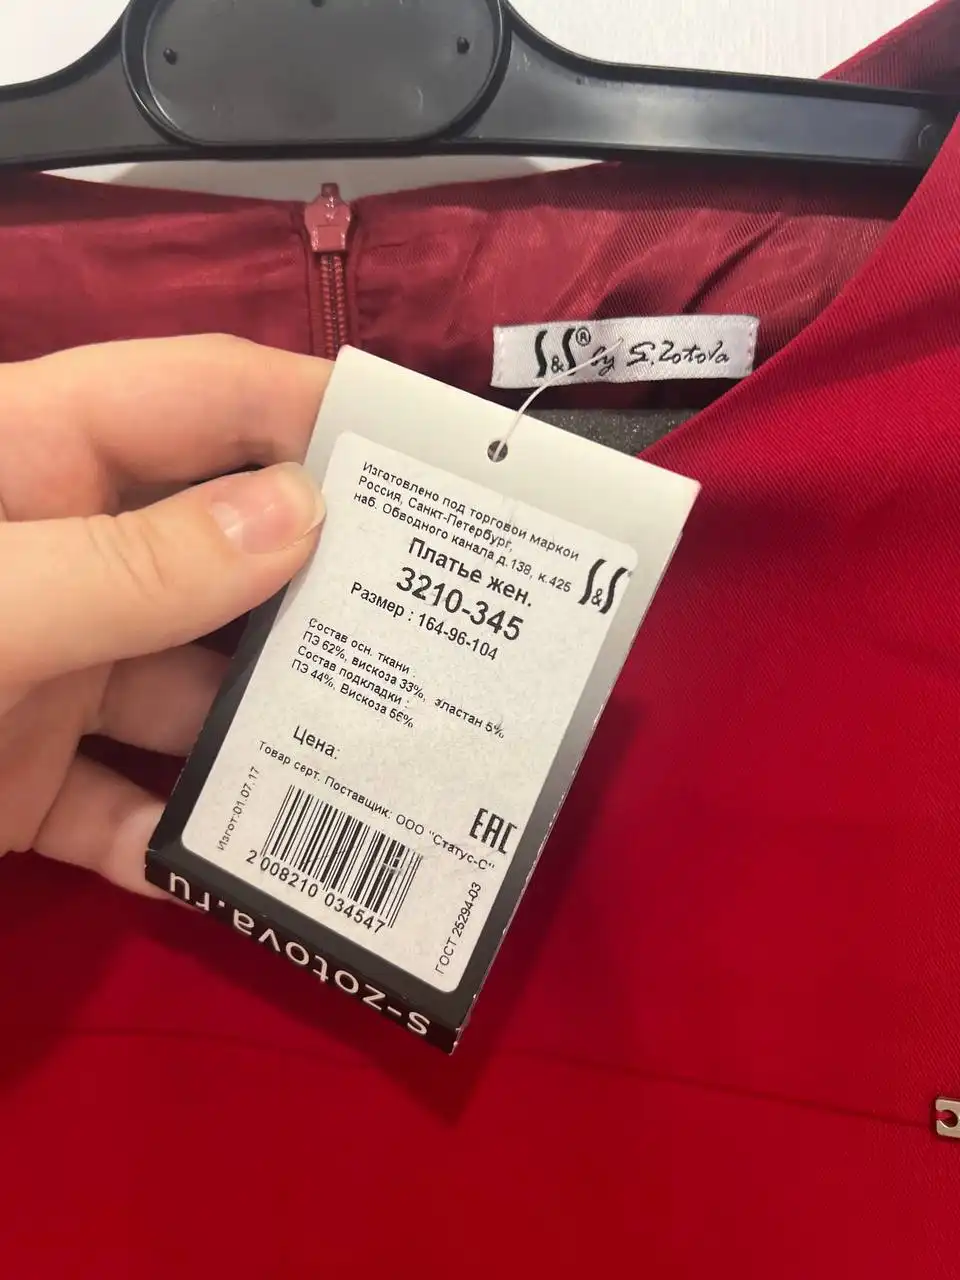 S&S® by S.Zotova
Изготовлено под торговой маркой
Россия, Санкт-Петербург,
наб. Обводного канала д.138, к.425
S&S
Платье жен.
3210-345
Размер : 164-96-104
Состав осн. ткани :
ПЭ 62%, вискоза 33%, эластан 5%
Состав подкладки :
ПЭ 44%, Вискоза 56%
Цена:
Товар серт. Поставщик: ООО "Статус-С"
Изгот:01.07.17
EAC
2 008210 034547
ГОСТ 25294-03
s-zotova.ru